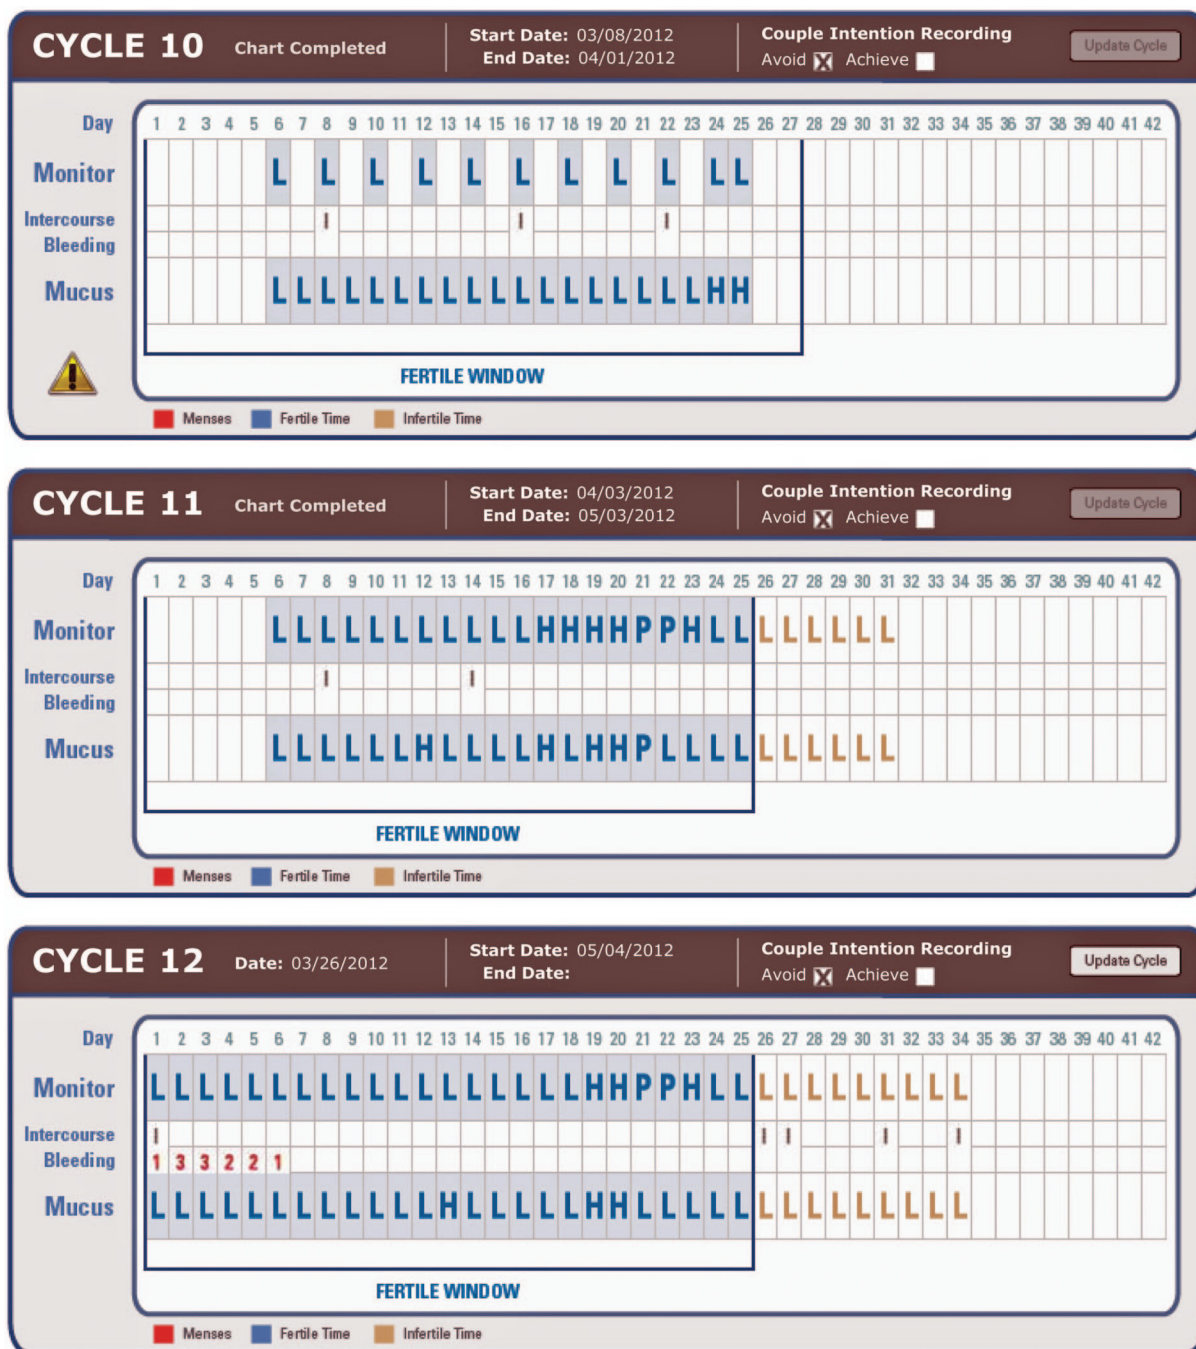 CYCLE 10 Chart Completed Start Date: 03/08/2012 Couple Intention Recording Update Cycle
End Date: 04/01/2012 Avoid X Achieve
Day 1 2 3 4 5 6 7 8 9 10 11 12 13 14 15 16 17 18 19 20 21 22 23 24 25 26 27 28 29 30 31 32 33 34 35 36 37 38 39 40 41 42
Monitor L L L L L L L L L L L
Intercourse I I I
Bleeding
Mucus L L L L L L L L L L L L L L L L L L H H
FERTILE WINDOW
Menses Fertile Time Infertile Time
CYCLE 11 Chart Completed Start Date: 04/03/2012 Couple Intention Recording Update Cycle
End Date: 05/03/2012 Avoid X Achieve
Day 1 2 3 4 5 6 7 8 9 10 11 12 13 14 15 16 17 18 19 20 21 22 23 24 25 26 27 28 29 30 31 32 33 34 35 36 37 38 39 40 41 42
Monitor L L L L L L L L L L L H H H H P P H L L L L L L L L
Intercourse I I
Bleeding
Mucus L L L L L L H L L L L H L H H P L L L L L L L L L L
FERTILE WINDOW
Menses Fertile Time Infertile Time
CYCLE 12 Date: 03/26/2012 Start Date: 05/04/2012 Couple Intention Recording Update Cycle
End Date: Avoid X Achieve
Day 1 2 3 4 5 6 7 8 9 10 11 12 13 14 15 16 17 18 19 20 21 22 23 24 25 26 27 28 29 30 31 32 33 34 35 36 37 38 39 40 41 42
Monitor L L L L L L L L L L L L L L L L L L H H P P H L L L L L L L L L L L
Intercourse I I I I I
Bleeding 1 3 3 2 2 1
Mucus L L L L L L L L L L L L H L L L L L H H L L L L L L L L L L L L L L
FERTILE WINDOW
Menses Fertile Time Infertile Time